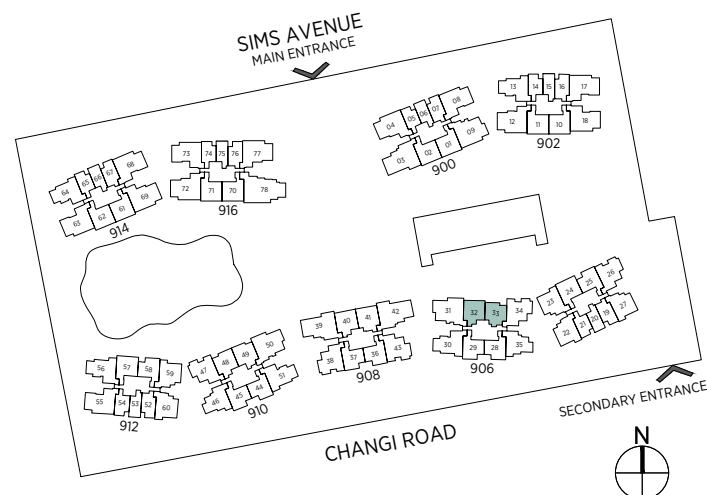 SIMS AVENUE
MAIN ENTRANCE
13 14 15 16 17
12 11 10 18
902
04 05 06 07 08
03 02 01 09
900
73 74 75 76 77
72 71 70 78
916
64 65 66 67 68
63 62 61 69
914
23 24 25 26
22 21 20 19 27
31 32 33 34
30 29 28 35
906
39 40 41 42
38 37 36 43
908
47 48 49 50
46 45 44 51
910
56 57 58 59
55 54 53 52 60
912
SECONDARY ENTRANCE
CHANGI ROAD
N